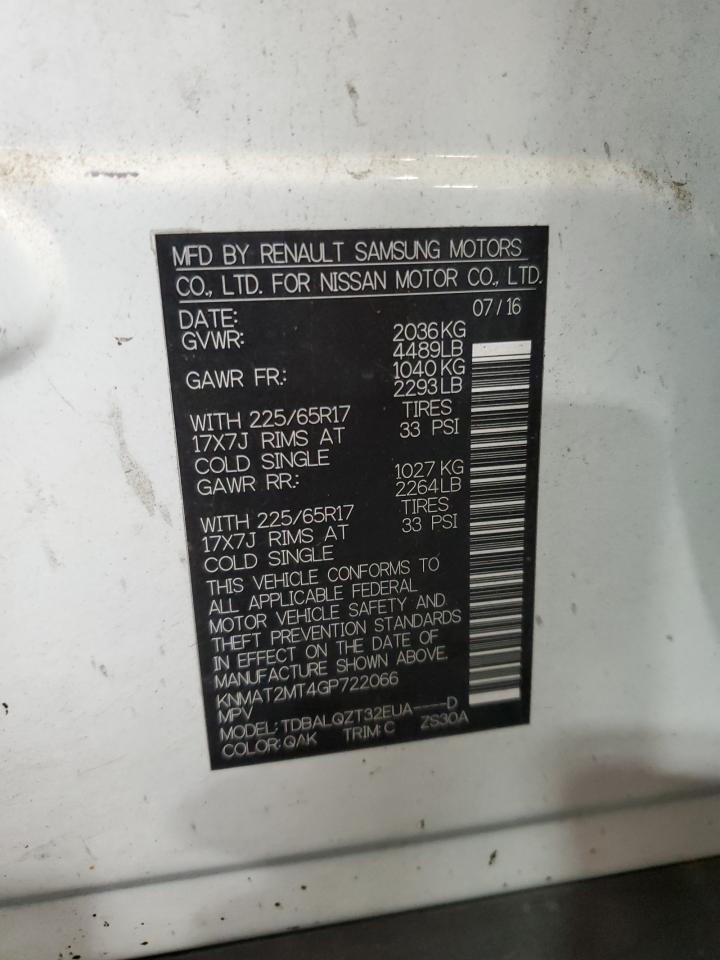 MFD BY RENAULT SAMSUNG MOTORS
CO., LTD. FOR NISSAN MOTOR CO., LTD.
DATE: 07/16
GVWR: 2036KG
4489LB
GAWR FR.: 1040KG
2293LB
WITH 225/65R17 TIRES
17X7J RIMS AT 33 PSI
COLD SINGLE
GAWR RR.: 1027KG
2264LB
WITH 225/65R17 TIRES
17X7J RIMS AT 33 PSI
COLD SINGLE
THIS VEHICLE CONFORMS TO
ALL APPLICABLE FEDERAL
MOTOR VEHICLE SAFETY AND
THEFT PREVENTION STANDARDS
IN EFFECT ON THE DATE OF
MANUFACTURE SHOWN ABOVE.
KNMAT2MT4GP722066
MPV
MODEL: TDBALQZT32EUA----D
COLOR: QAK TRIM: C ZS30A